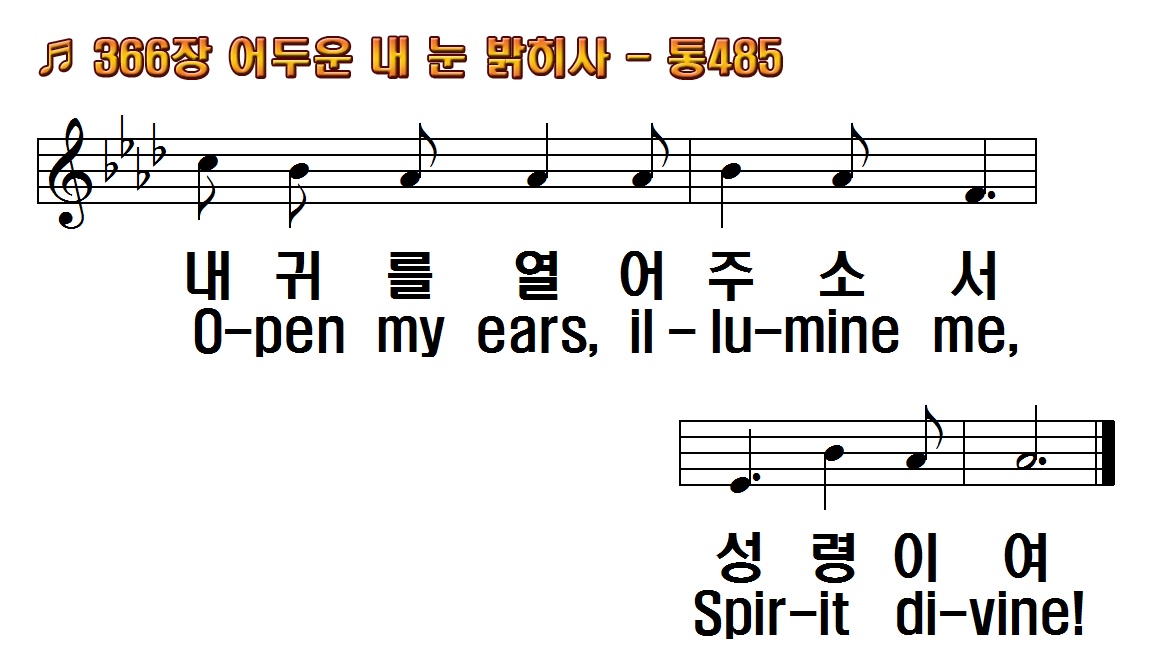 ♬ 366장 어두운 내 눈 밝히사 - 통485
내 귀 를 열 어 주 소 서
O-pen my ears, il-lu-mine me,
성 령 이 여
Spir-it di-vine!